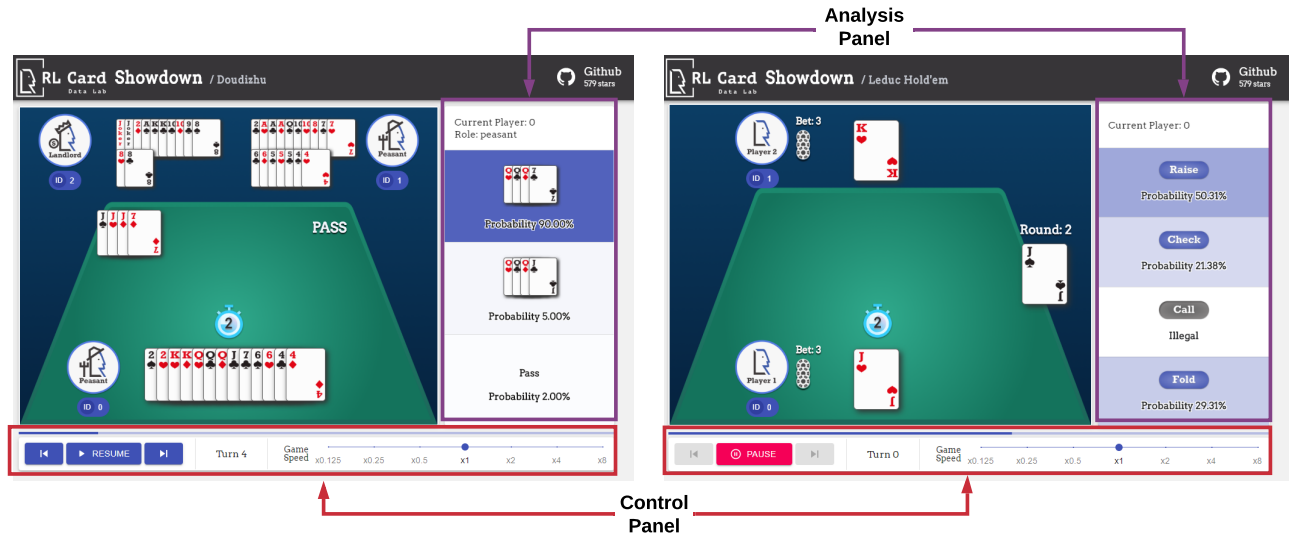 Analysis
Panel
RL Card Showdown / Doudizhu
Data Lab
Github
579 stars
Landlord
ID 2
Peasant
ID 1
PASS
2
Peasant
ID 0
Current Player: 0
Role: peasant
Probability 90.00%
Probability 5.00%
Pass
Probability 2.00%
RESUME
Turn 4
Game
Speed
x0.125 x0.25 x0.5 x1 x2 x4 x8
RL Card Showdown / Leduc Hold'em
Data Lab
Github
579 stars
Player 2
ID 1
Bet: 3
K
K
Round: 2
J
J
2
Player 1
ID 0
Bet: 3
J
J
Current Player: 0
Raise
Probability 50.31%
Check
Probability 21.38%
Call
Illegal
Fold
Probability 29.31%
PAUSE
Turn 0
Game
Speed
x0.125 x0.25 x0.5 x1 x2 x4 x8
Control
Panel